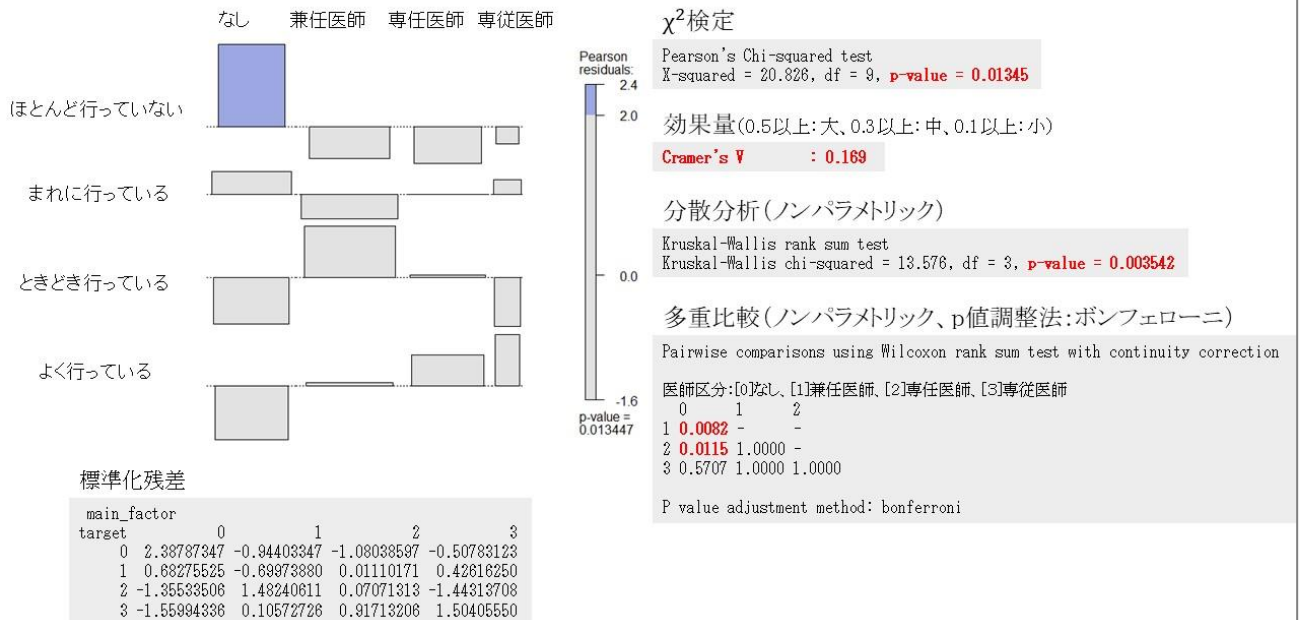 なし 兼任医師 専任医師 専従医師
ほとんど行っていない
まれに行っている
ときどき行っている
よく行っている
Pearson
residuals:
2.4
2.0
0.0
-1.6
p-value =
0.013447
標準化残差
main_factor
target 0 1 2 3
0 2.38787347 -0.94403347 -1.08038597 -0.50783123
1 0.68275525 -0.69973880 0.01110171 0.42616250
2 -1.35533506 1.48240611 0.07071313 -1.44313708
3 -1.55994336 0.10572726 0.91713206 1.50405550
χ²検定
Pearson's Chi-squared test
X-squared = 20.826, df = 9, p-value = 0.01345
効果量(0.5以上:大、0.3以上:中、0.1以上:小)
Cramer's V : 0.169
分散分析(ノンパラメトリック)
Kruskal-Wallis rank sum test
Kruskal-Wallis chi-squared = 13.576, df = 3, p-value = 0.003542
多重比較(ノンパラメトリック、p値調整法:ボンフェローニ)
Pairwise comparisons using Wilcoxon rank sum test with continuity correction
医師区分:[0]なし、[1]兼任医師、[2]専任医師、[3]専従医師
0 1 2
1 0.0082 - -
2 0.0115 1.0000 -
3 0.5707 1.0000 1.0000
P value adjustment method: bonferroni